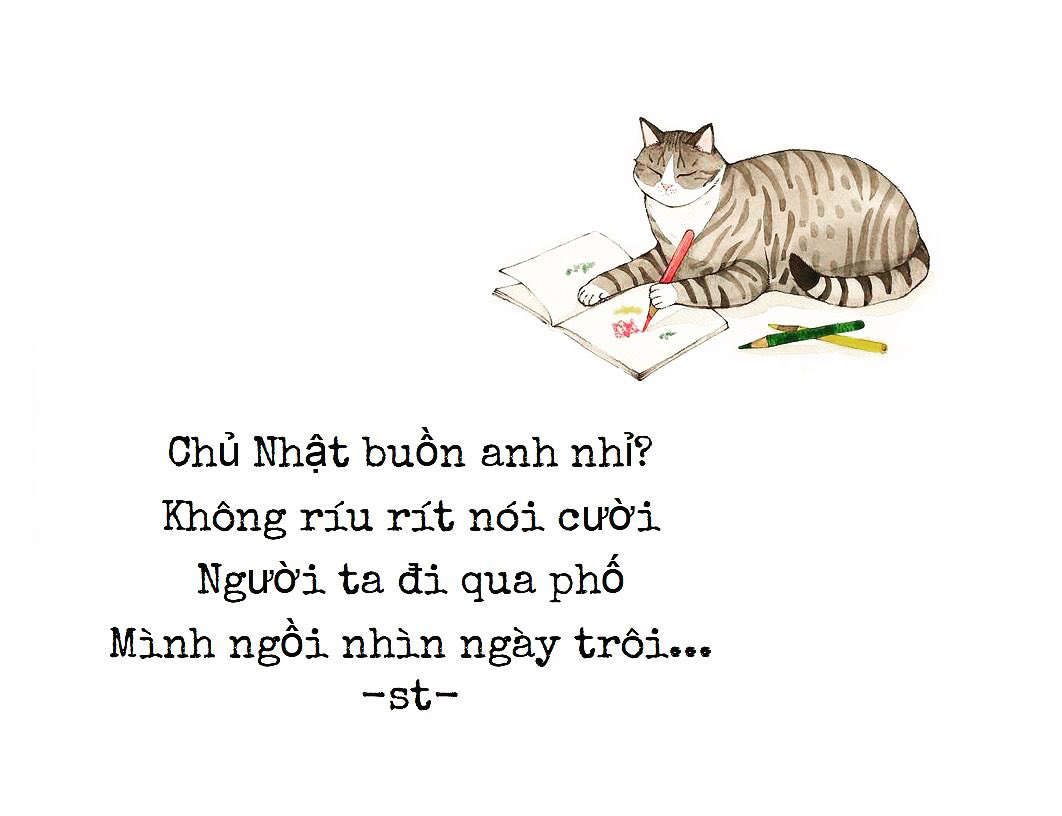 Chủ Nhật buồn anh nhỉ?
Không ríu rít nói cười
Người ta đi qua phố
Mình ngồi nhìn ngày trôi...
-st-